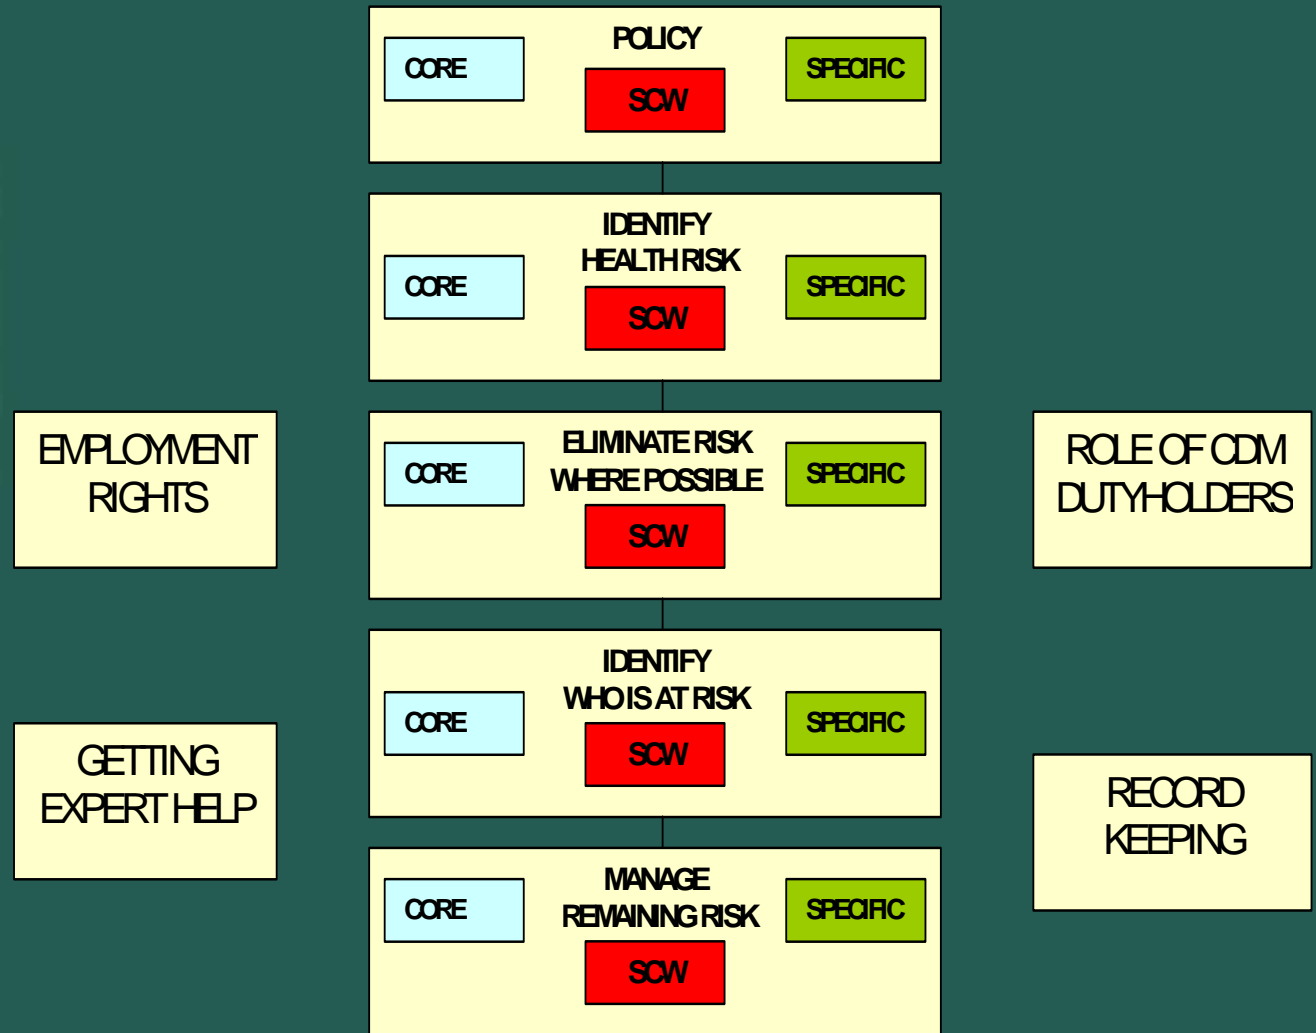 POLICY
CORE
SPECIFIC
SCW
IDENTIFY
HEALTH RISK
CORE
SPECIFIC
SCW
EMPLOYMENT
RIGHTS
ELIMINATE RISK
WHERE POSSIBLE
CORE
SPECIFIC
SCW
ROLE OF CDM
DUTYHOLDERS
IDENTIFY
WHO IS AT RISK
CORE
SPECIFIC
SCW
GETTING
EXPERT HELP
RECORD
KEEPING
MANAGE
REMAINING RISK
CORE
SPECIFIC
SCW